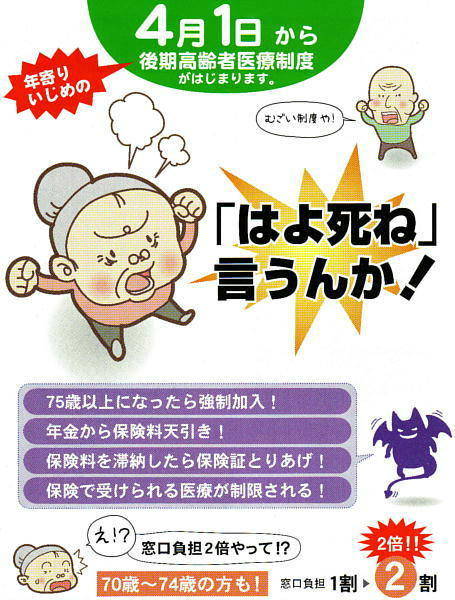 4月1日から
後期高齢者医療制度
がはじまります。
年寄り
いじめの
むごい制度や!
「はよ死ね」
言うんか!
75歳以上になったら強制加入!
年金から保険料天引き!
保険料を滞納したら保険証とりあげ!
保険で受けられる医療が制限される!
え!?
窓口負担2倍やって!?
70歳〜74歳の方も!
2倍!!
窓口負担 1割▶2割